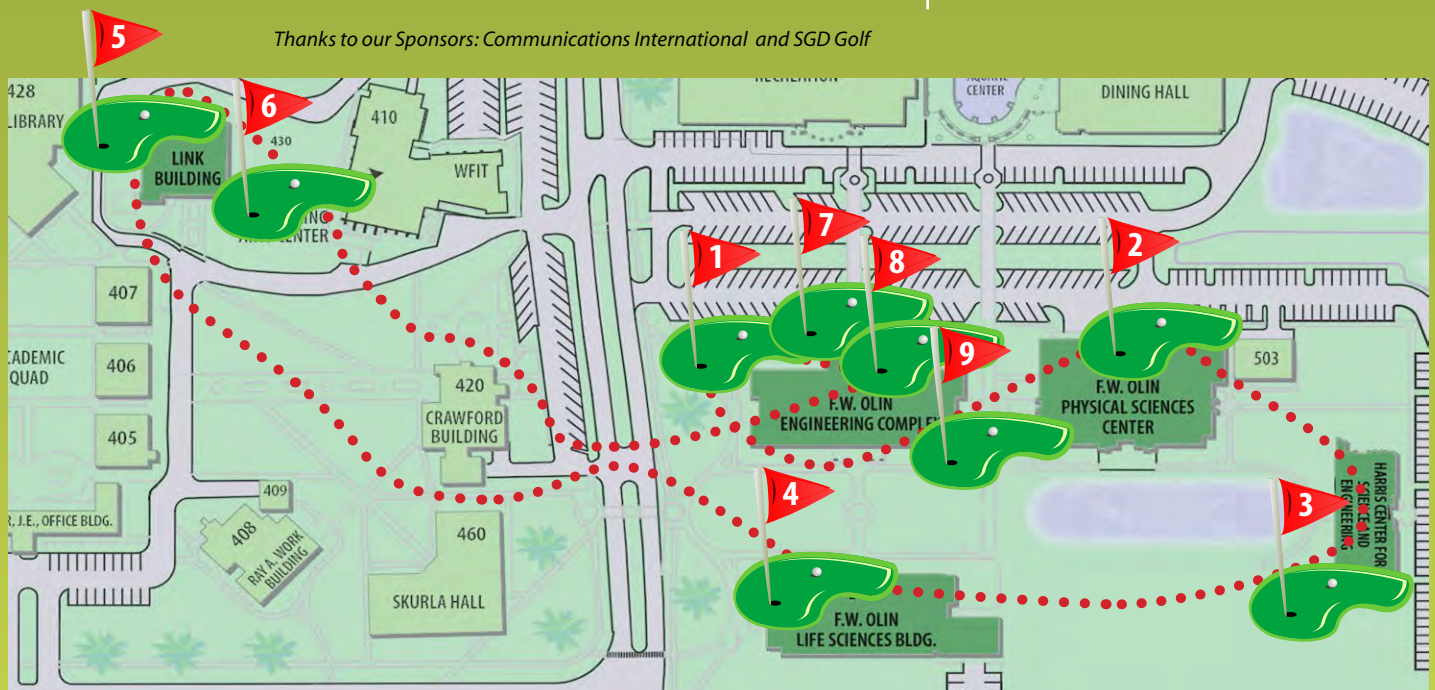 Thanks to our Sponsors: Communications International and SGD Golf
5
6
428
LIBRARY
LINK
BUILDING
430
410
WFIT
CENTER
RECREATION
CENTER
DINING HALL
407
406
405
QUAD
420
CRAWFORD
BUILDING
409
408
RAY A. WORK
BUILDING
J.E., OFFICE BLDG.
460
SKURLA HALL
1
7
8
9
2
503
F.W. OLIN
ENGINEERING
F.W. OLIN
PHYSICAL SCIENCES
CENTER
4
F.W. OLIN
LIFE SCIENCES BLDG.
3
HARRIS CENTER FOR
SCIENCE AND
ENGINEERING